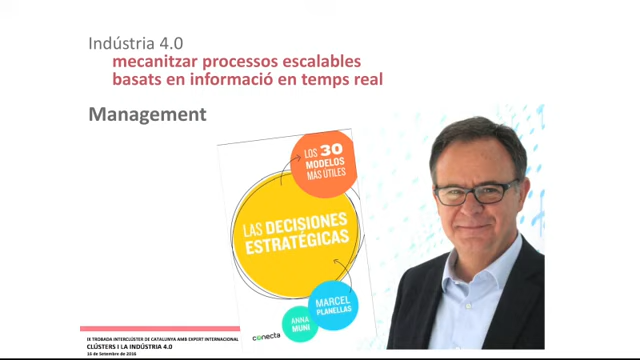 Indústria 4.0
mecanitzar processos escalables
basats en informació en temps real
Management
LOS 30
MODELOS
MÁS ÚTILES
LAS DECISIONES
ESTRATÉGICAS
MARCEL
PLANELLAS
ANNA
MUNI
conecta
IX TROBADA INTERCLÚSTER DE CATALUNYA AMB EXPERT INTERNACIONAL
CLÚSTERS I LA INDÚSTRIA 4.0
16 de Setembre de 2016